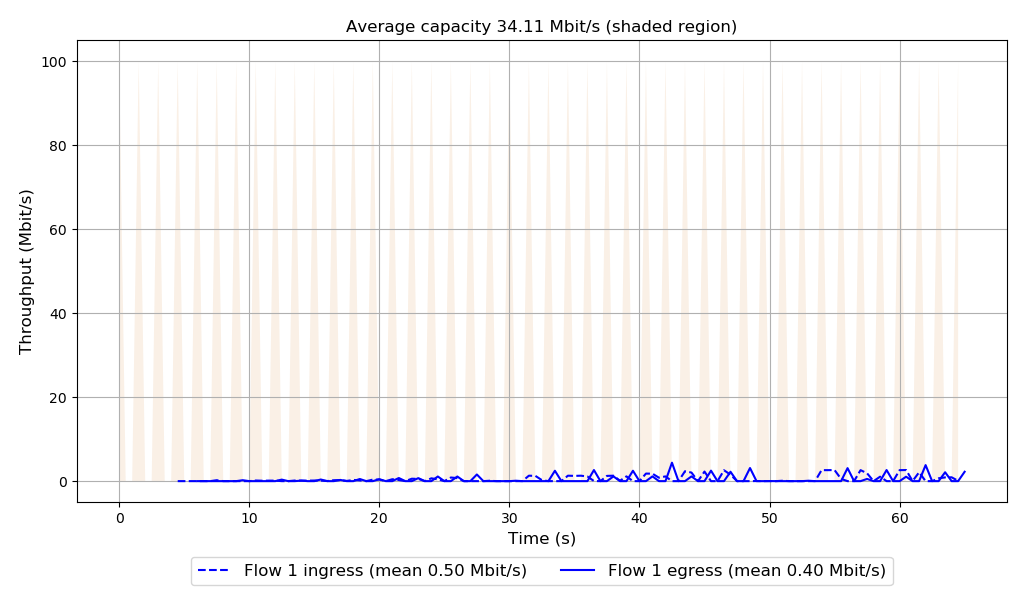 Average capacity 34.11 Mbit/s (shaded region)
100
80
60
40
20
0
Throughput (Mbit/s)
0 10 20 30 40 50 60
Time (s)
Flow 1 ingress (mean 0.50 Mbit/s) Flow 1 egress (mean 0.40 Mbit/s)